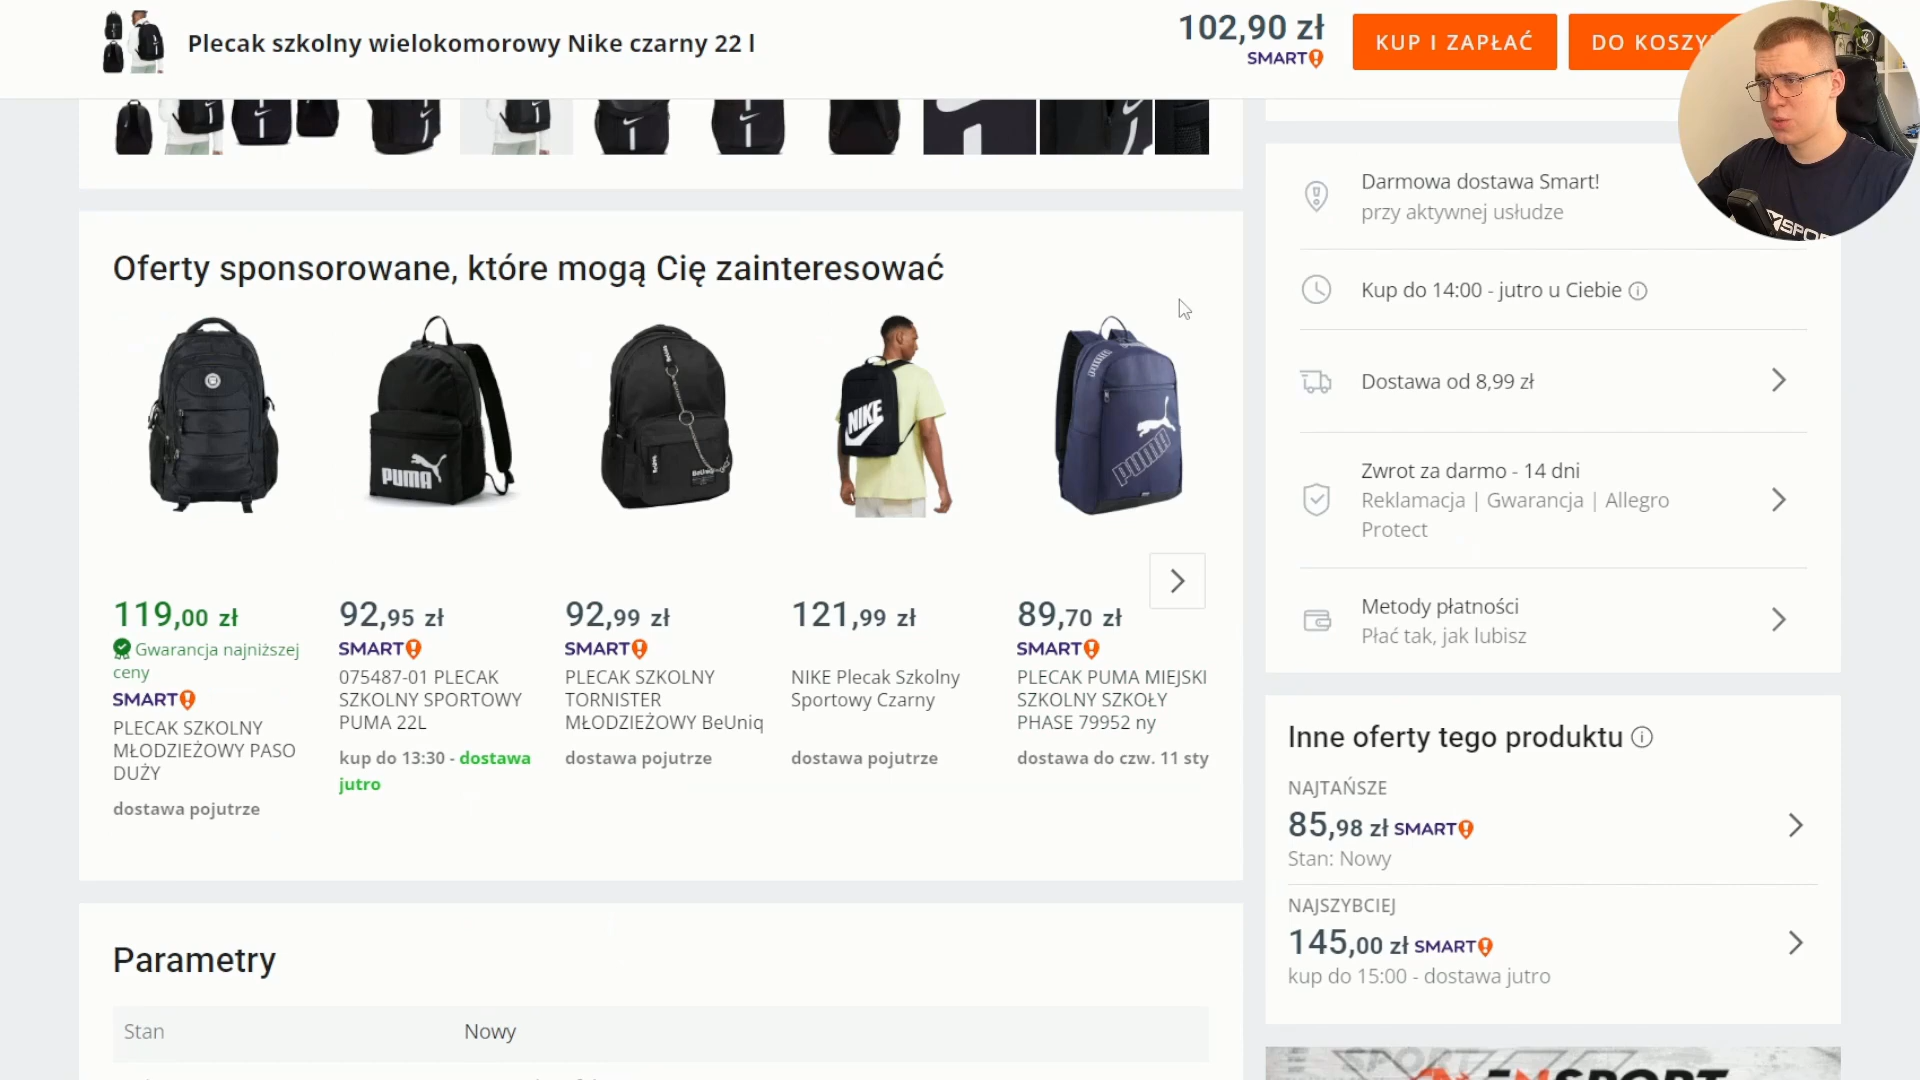 Plecak szkolny wielokomorowy Nike czarny 22 l
102,90 zł
SMART!
KUP I ZAPŁAĆ
DO KOSZY
Oferty sponsorowane, które mogą Cię zainteresować
PUMA
NIKE
PUMA
119,00 zł
Gwarancja najniższej
ceny
SMART!
PLECAK SZKOLNY
MŁODZIEŻOWY PASO
DUŻY
dostawa pojutrze
92,95 zł
SMART!
075487-01 PLECAK
SZKOLNY SPORTOWY
PUMA 22L
kup do 13:30 - dostawa
jutro
92,99 zł
SMART!
PLECAK SZKOLNY
TORNISTER
MŁODZIEŻOWY BeUniq
dostawa pojutrze
121,99 zł
NIKE Plecak Szkolny
Sportowy Czarny
dostawa pojutrze
89,70 zł
SMART!
PLECAK PUMA MIEJSKI
SZKOLNY SZKOŁY
PHASE 79952 ny
dostawa do czw. 11 sty
Parametry
Stan Nowy
Darmowa dostawa Smart!
przy aktywnej usłudze
Kup do 14:00 - jutro u Ciebie
Dostawa od 8,99 zł
Zwrot za darmo - 14 dni
Reklamacja | Gwarancja | Allegro
Protect
Metody płatności
Płać tak, jak lubisz
Inne oferty tego produktu
NAJTAŃSZE
85,98 zł SMART!
Stan: Nowy
NAJSZYBCIEJ
145,00 zł SMART!
kup do 15:00 - dostawa jutro